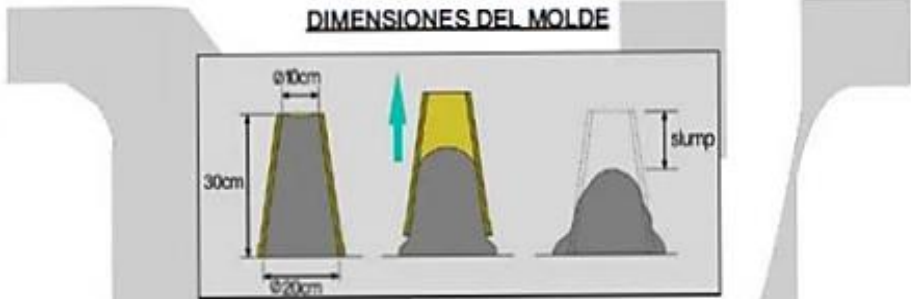 DIMENSIONES DEL MOLDE
Ø10cm
slump
30cm
Ø20cm